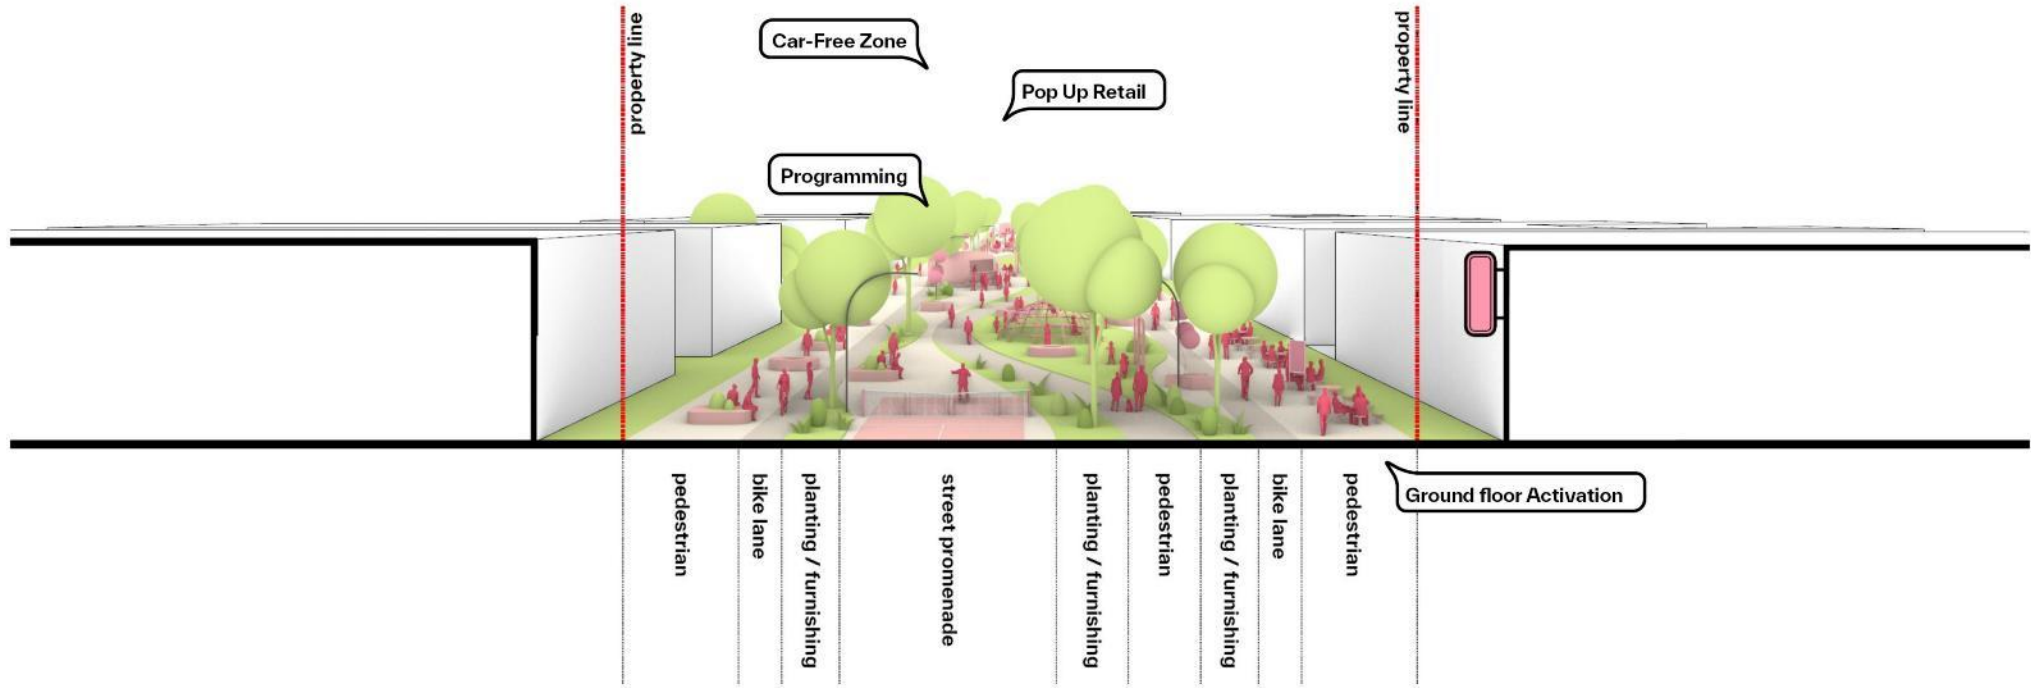 property line
Car-Free Zone
Pop Up Retail
property line
Programming
pedestrian
bike lane
planting / furnishing
street promenade
planting / furnishing
pedestrian
planting / furnishing
bike lane
pedestrian
Ground floor Activation